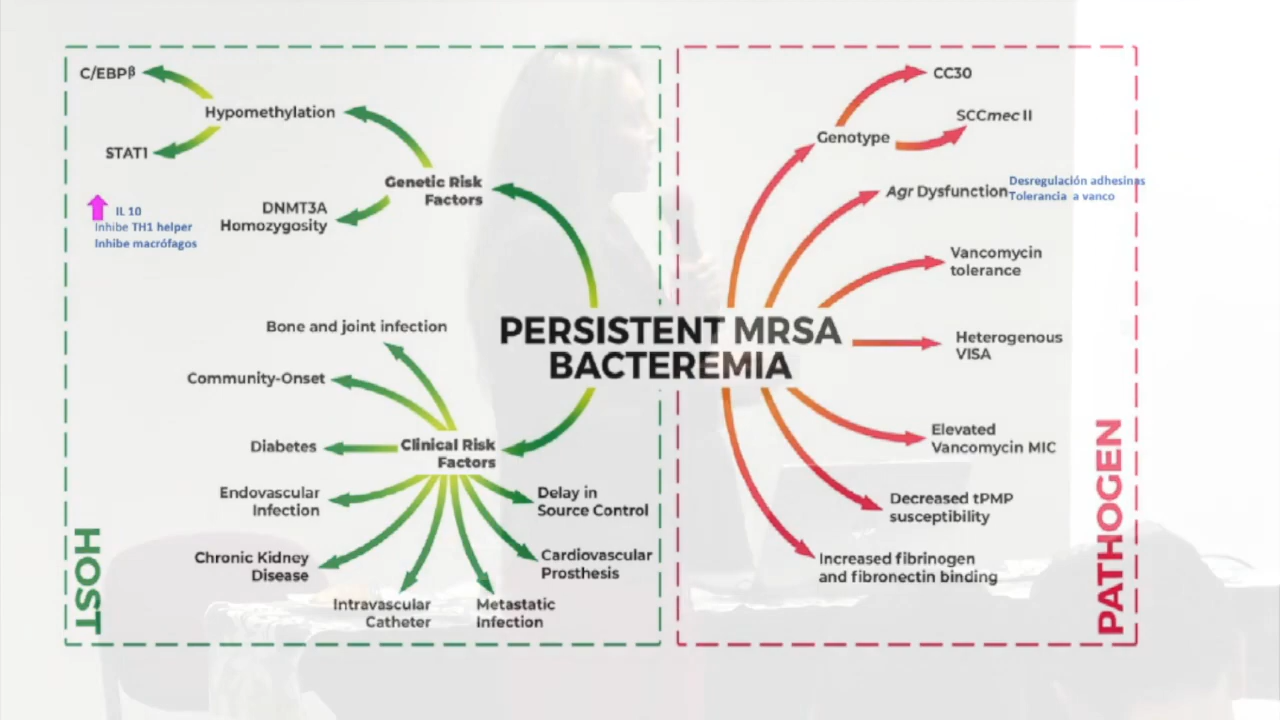 C/EBPβ
Hypomethylation
STAT1
Genetic Risk
Factors
DNMT3A
Homozygosity
IL 10
Inhibe TH1 helper
Inhibe macrófagos
PERSISTENT MRSA
BACTEREMIA
Bone and joint infection
Community-Onset
Diabetes
Clinical Risk
Factors
Endovascular
Infection
Delay in
Source Control
Chronic Kidney
Disease
Cardiovascular
Prosthesis
Intravascular
Catheter
Metastatic
Infection
HOST
CC30
SCCmec II
Genotype
Agr Dysfunction
Desregulación adhesinas
Tolerancia a vanco
Vancomycin
tolerance
Heterogenous
VISA
Elevated
Vancomycin MIC
Decreased tPMP
susceptibility
Increased fibrinogen
and fibronectin binding
PATHOGEN